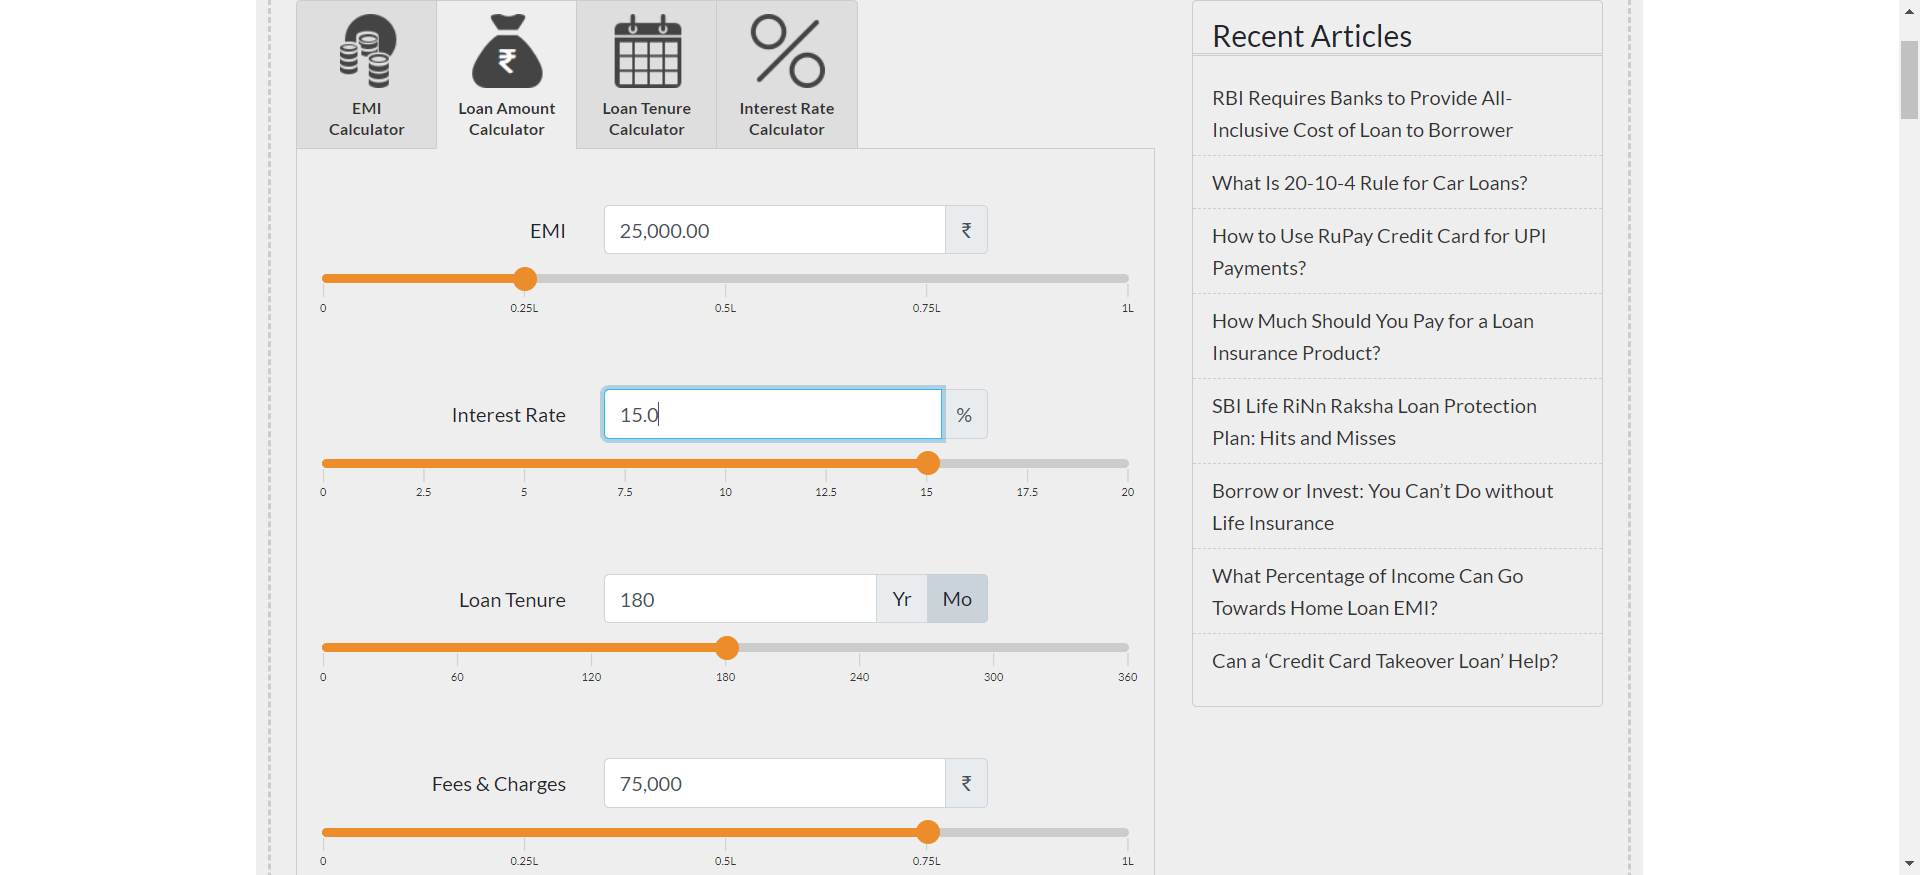 EMI
Calculator
Loan Amount
Calculator
Loan Tenure
Calculator
Interest Rate
Calculator
EMI
25,000.00
₹
0
0.25L
0.5L
0.75L
1L
Interest Rate
15.0
%
0
2.5
5
7.5
10
12.5
15
17.5
20
Loan Tenure
180
Yr
Mo
0
60
120
180
240
300
360
Fees & Charges
75,000
₹
0
0.25L
0.5L
0.75L
1L
Recent Articles
RBI Requires Banks to Provide All-
Inclusive Cost of Loan to Borrower
What Is 20-10-4 Rule for Car Loans?
How to Use RuPay Credit Card for UPI
Payments?
How Much Should You Pay for a Loan
Insurance Product?
SBI Life RiNn Raksha Loan Protection
Plan: Hits and Misses
Borrow or Invest: You Can’t Do without
Life Insurance
What Percentage of Income Can Go
Towards Home Loan EMI?
Can a ‘Credit Card Takeover Loan’ Help?